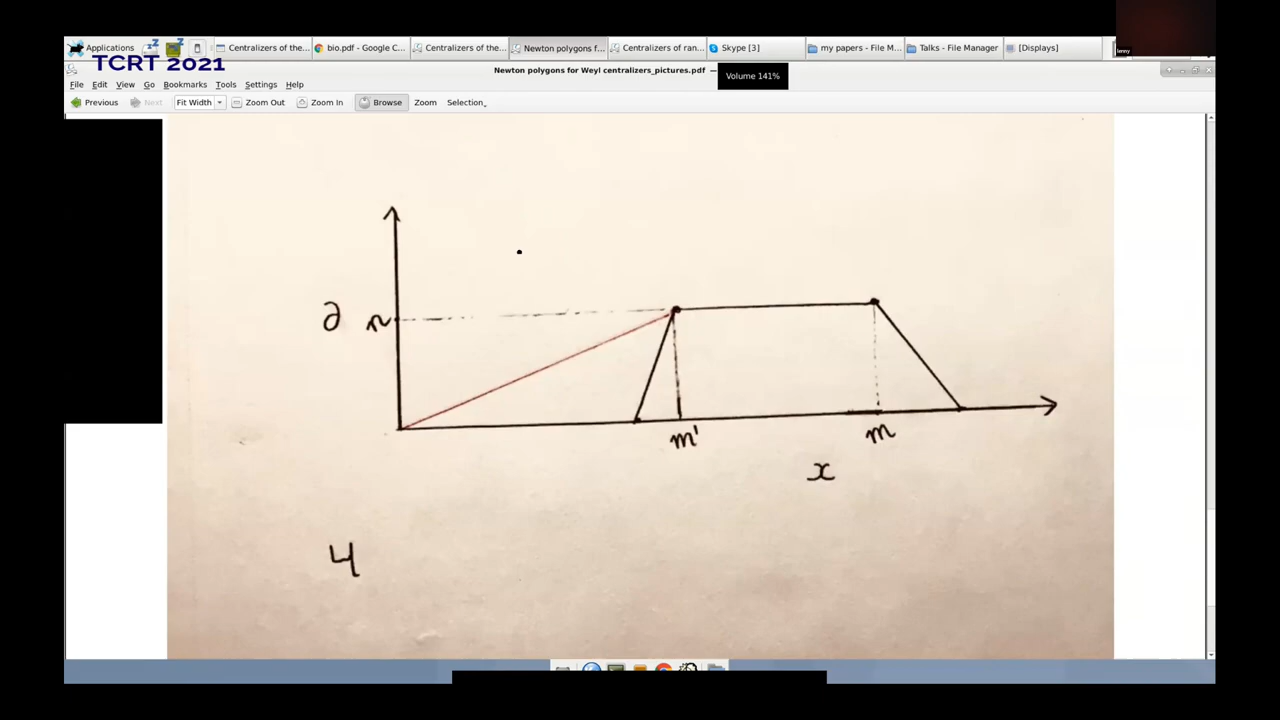 lenny
Applications
Centralizers of the...
bio.pdf - Google C...
Centralizers of the...
Newton polygons f...
Centralizers of ran...
Skype [3]
my papers - File M...
Talks - File Manager
[Displays]
TCRT 2021
Newton polygons for Weyl centralizers_pictures.pdf —
Volume 141%
File Edit View Go Bookmarks Tools Settings Help
Previous Next Fit Width Zoom Out Zoom In Browse Zoom Selection
∂ n
m' m
x
4